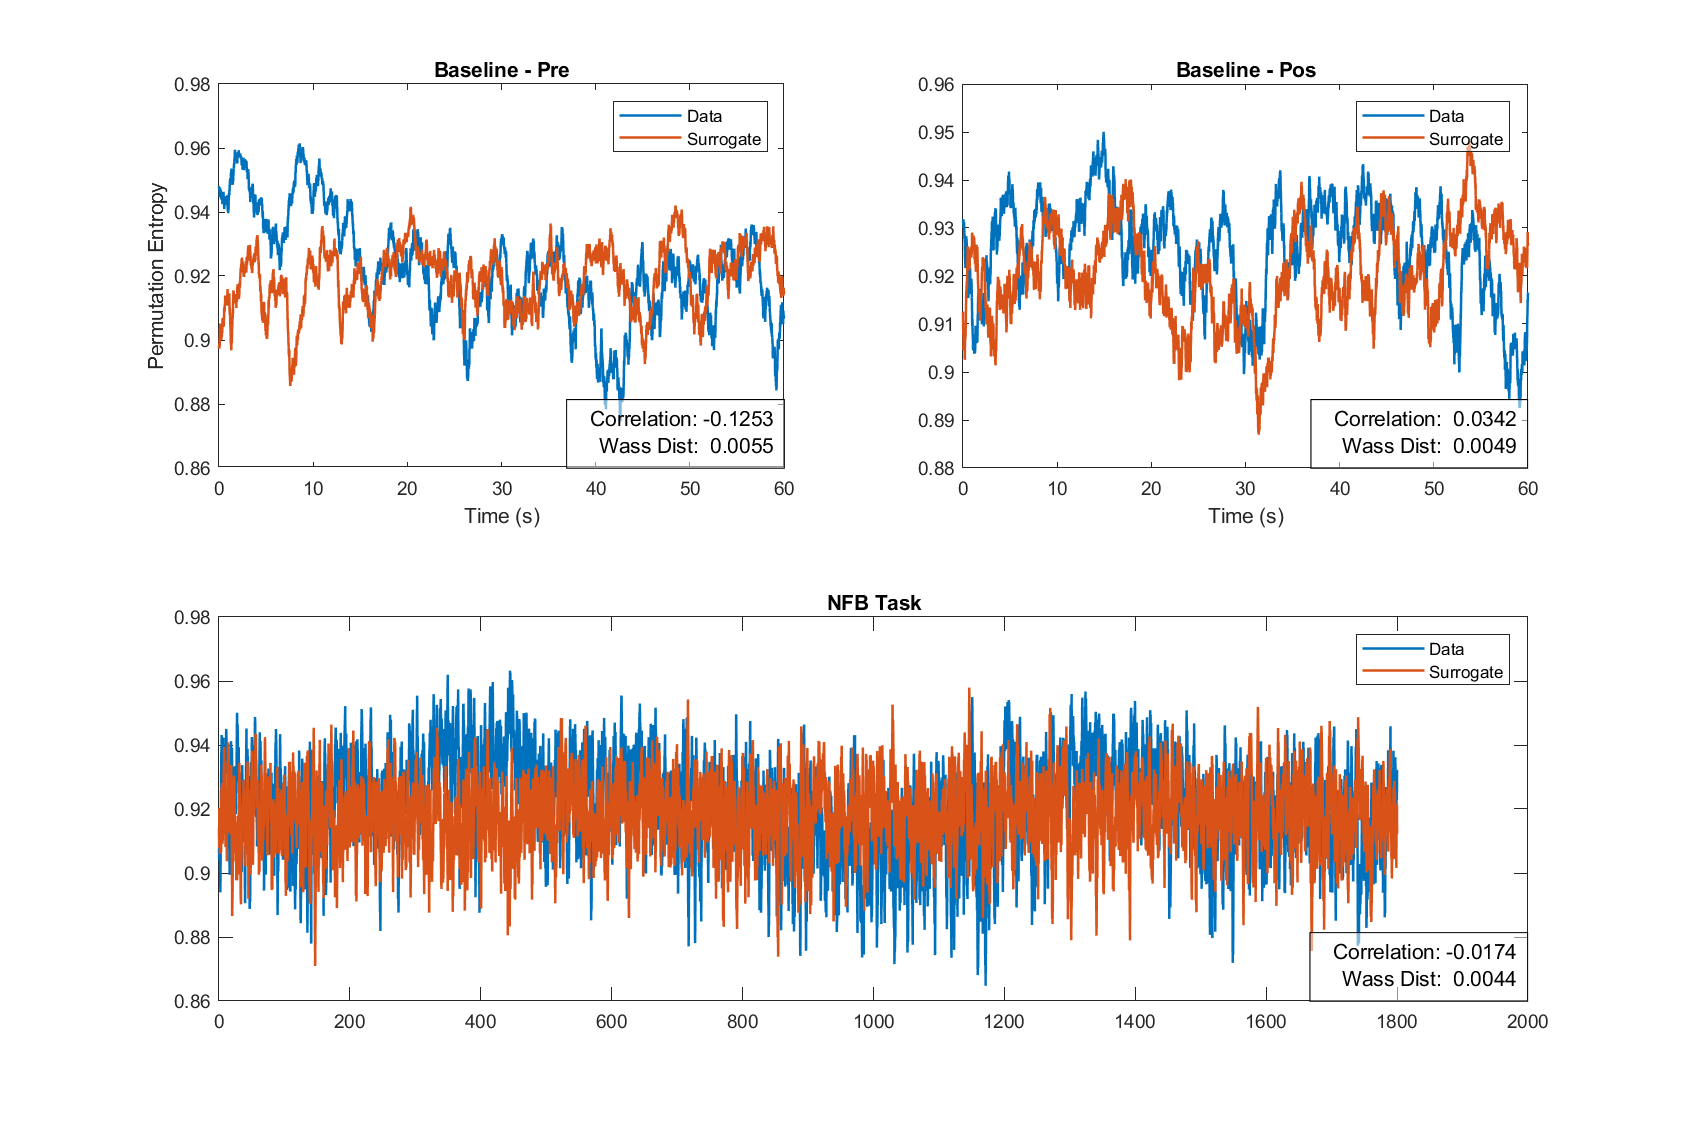 Baseline - Pre
0.98
0.96
0.94
0.92
0.9
0.88
0.86
Permutation Entropy
Data
Surrogate
Correlation: -0.1253
Wass Dist: 0.0055
0 10 20 30 40 50 60
Time (s)
Baseline - Pos
0.96
0.95
0.94
0.93
0.92
0.91
0.9
0.89
0.88
Data
Surrogate
Correlation: 0.0342
Wass Dist: 0.0049
0 10 20 30 40 50 60
Time (s)
NFB Task
0.98
0.96
0.94
0.92
0.9
0.88
0.86
Data
Surrogate
Correlation: -0.0174
Wass Dist: 0.0044
0 200 400 600 800 1000 1200 1400 1600 1800 2000